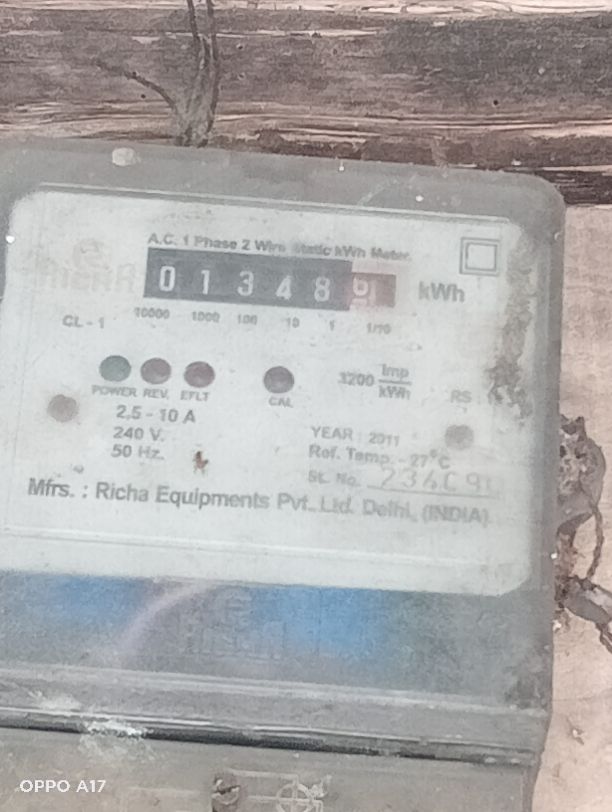 A.C. 1 Phase 2 Wire Static kWh Meter
0 1 3 4 8 kWh
10000 1000 100 10 1 1/10
CL - 1
3200 Imp/kWh
POWER REV. EFLT CAL RS
2.5 - 10 A
240 V.
50 Hz.
YEAR : 2011
Ref. Temp. - 27°C
Sl. No.
Mfrs. : Richa Equipments Pvt. Ltd. Delhi, (INDIA)
OPPO A17